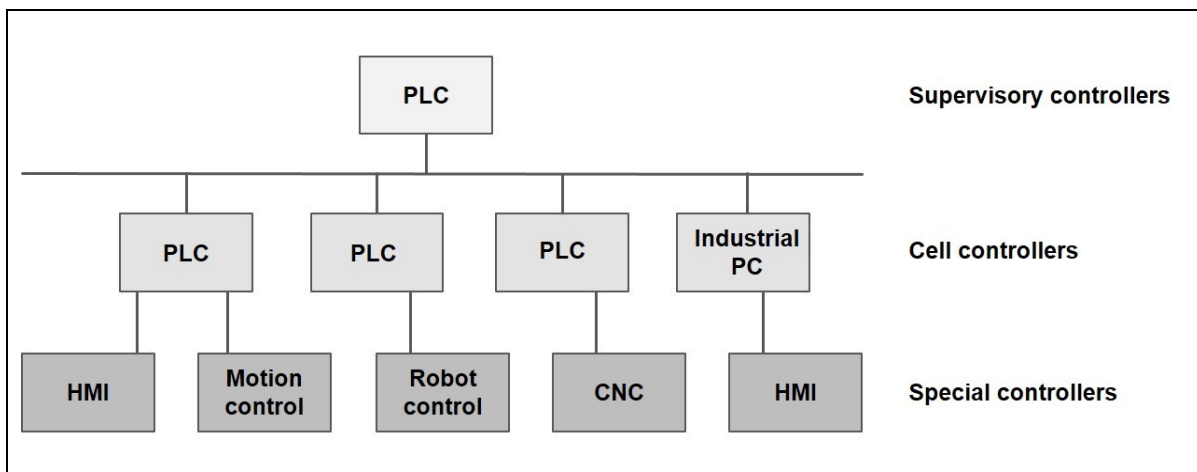 PLC
Supervisory controllers
PLC
PLC
PLC
Industrial
PC
Cell controllers
HMI
Motion
control
Robot
control
CNC
HMI
Special controllers